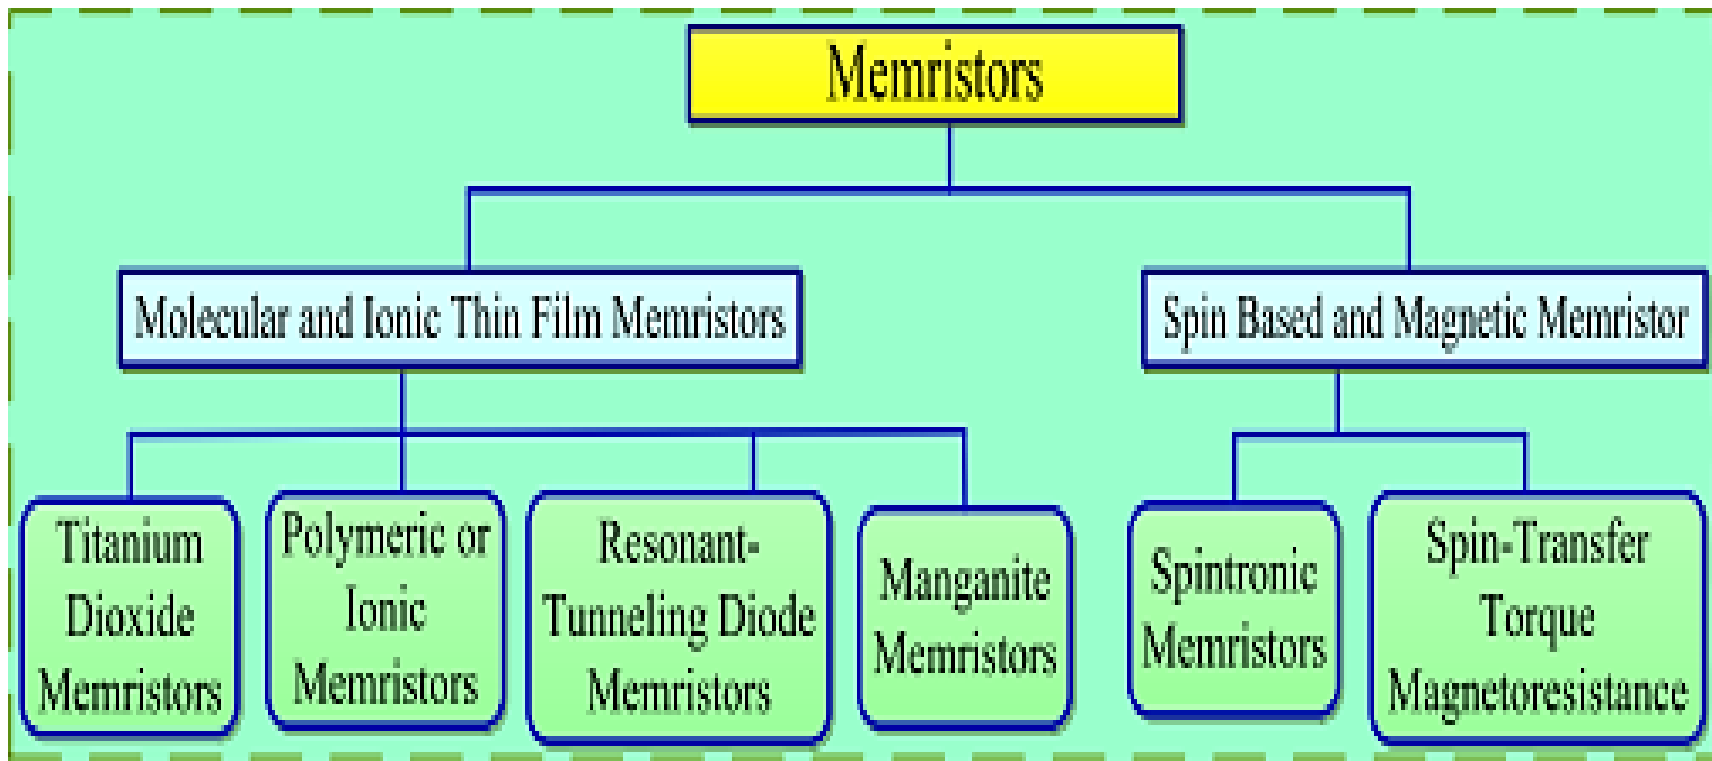 Memristors
Molecular and Ionic Thin Film Memristors
Spin Based and Magnetic Memristor
Titanium
Dioxide
Memristors
Polymeric or
Ionic
Memristors
Resonant-
Tunneling Diode
Memristors
Manganite
Memristors
Spintronic
Memristors
Spin-Transfer
Torque
Magnetoresistance